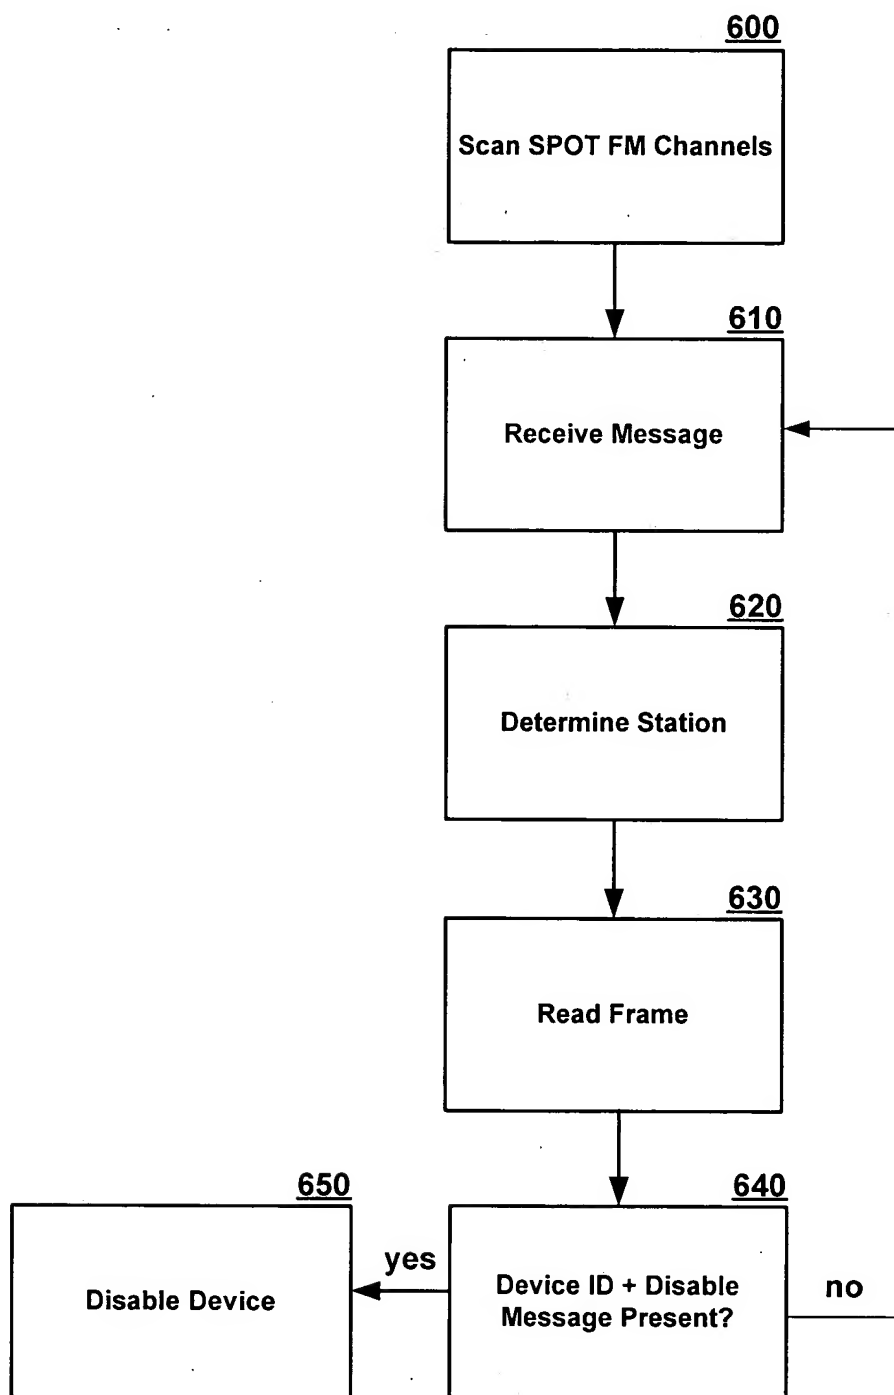 600
Scan SPOT FM Channels
610
Receive Message
620
Determine Station
630
Read Frame
650
640
yes
Disable Device
Device ID + Disable
Message Present?
no